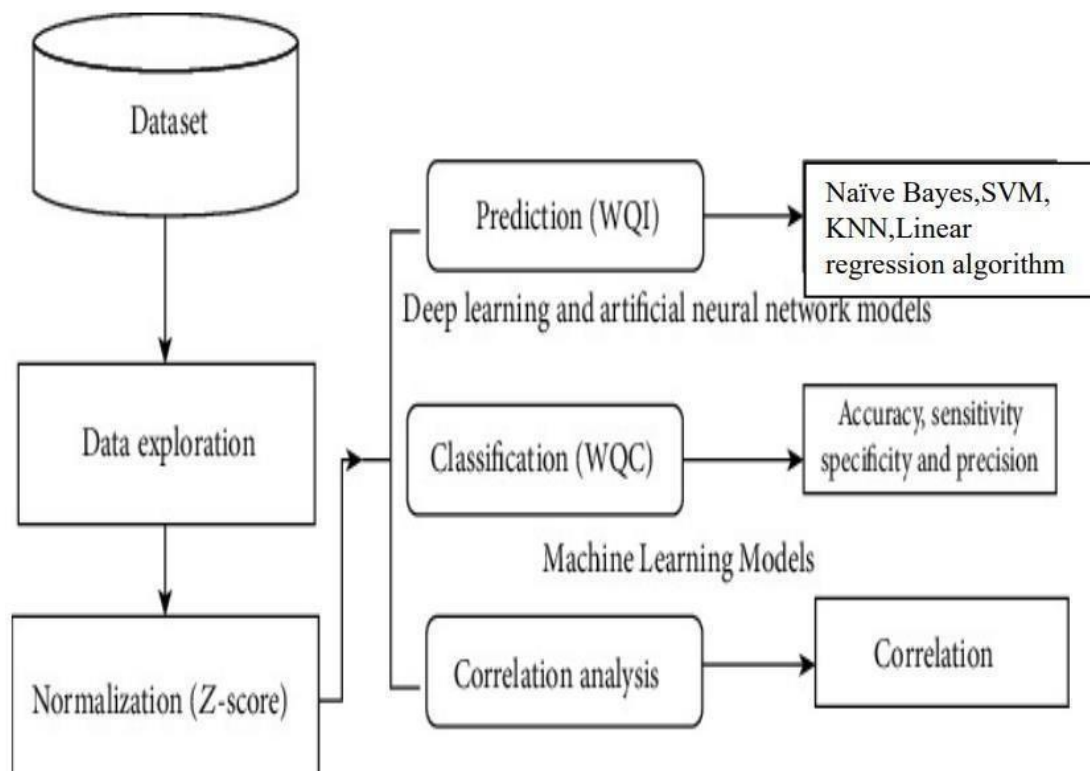 Dataset
Data exploration
Normalization (Z-score)
Prediction (WQI)
Naïve Bayes,SVM,
KNN,Linear
regression algorithm
Deep learning and artificial neural network models
Classification (WQC)
Accuracy, sensitivity
specificity and precision
Machine Learning Models
Correlation analysis
Correlation